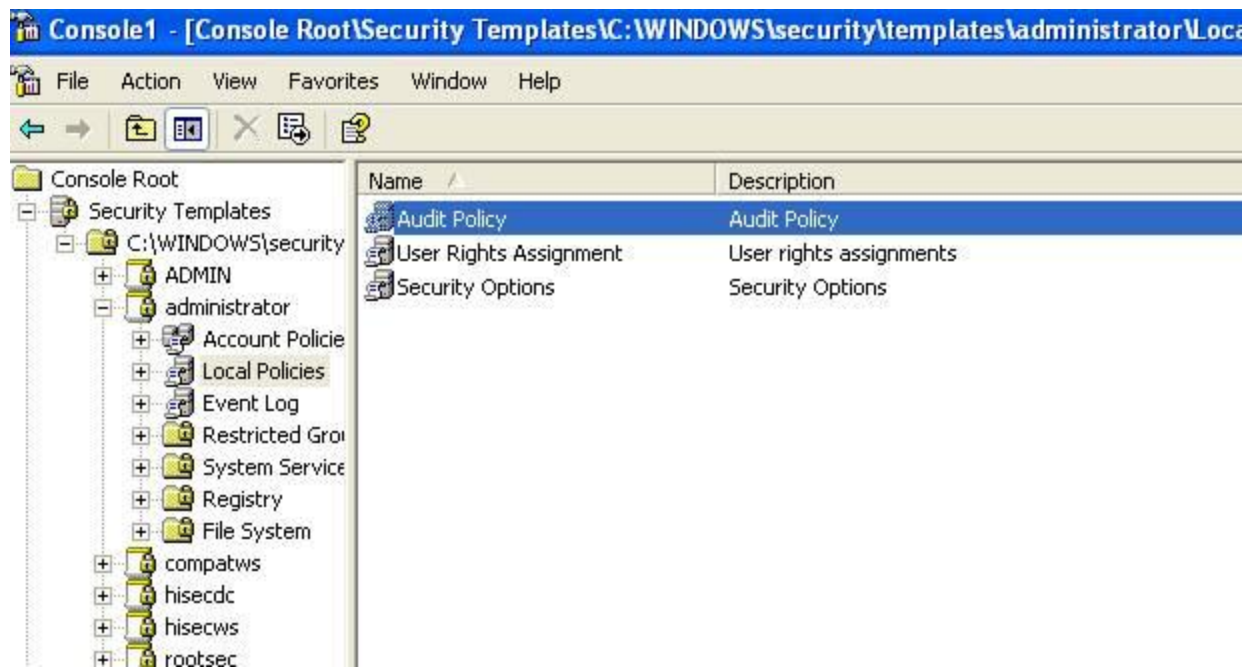 Console1 - [Console Root\Security Templates\C:\WINDOWS\security\templates\administrator\Loca
File Action View Favorites Window Help
Console Root
Security Templates
C:\WINDOWS\security
ADMIN
administrator
Account Policie
Local Policies
Event Log
Restricted Grou
System Service
Registry
File System
compatws
hisecdc
hisecws
rootsec
Name Description
Audit Policy Audit Policy
User Rights Assignment User rights assignments
Security Options Security Options